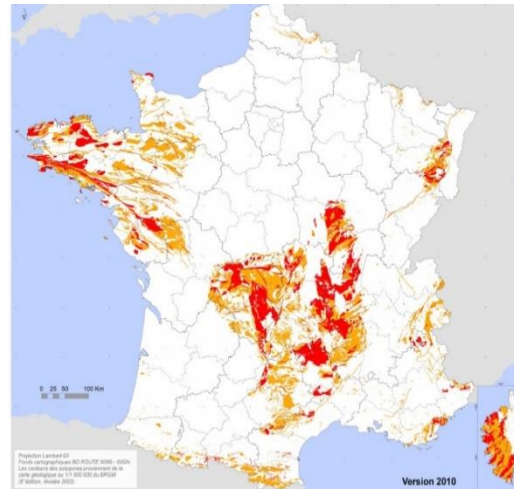 0 25 50 100 Km
Projection Lambert 93
Fonds cartographiques BD ROUTE 500® - ©IGN
Les contours des polygones proviennent de la
carte géologique au 1/1 000 000 du BRGM
(6° édition, révisée 2003)
Version 2010